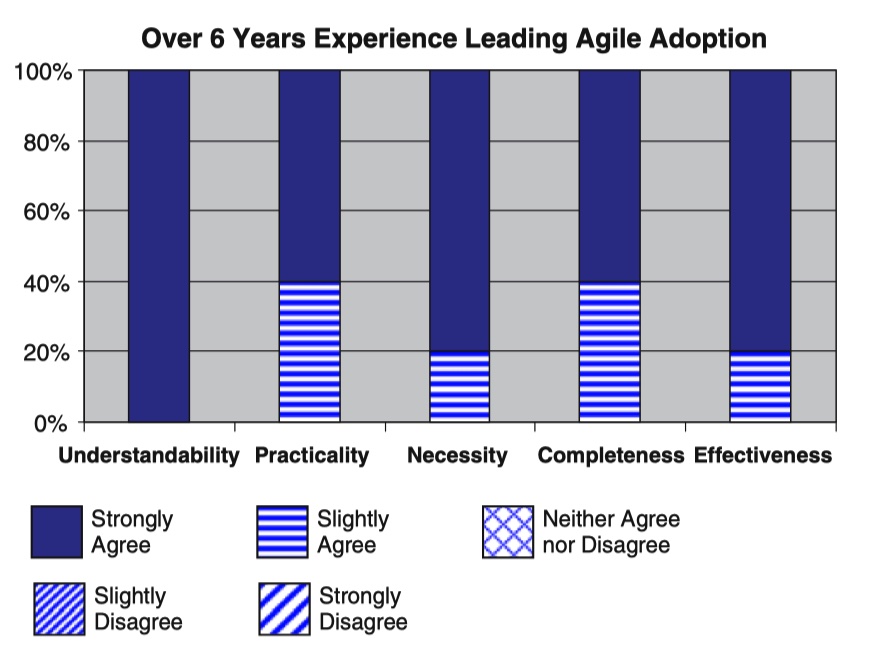 Over 6 Years Experience Leading Agile Adoption
100%
80%
60%
40%
20%
0%
Understandability Practicality Necessity Completeness Effectiveness
Strongly
Agree
Slightly
Agree
Neither Agree
nor Disagree
Slightly
Disagree
Strongly
Disagree